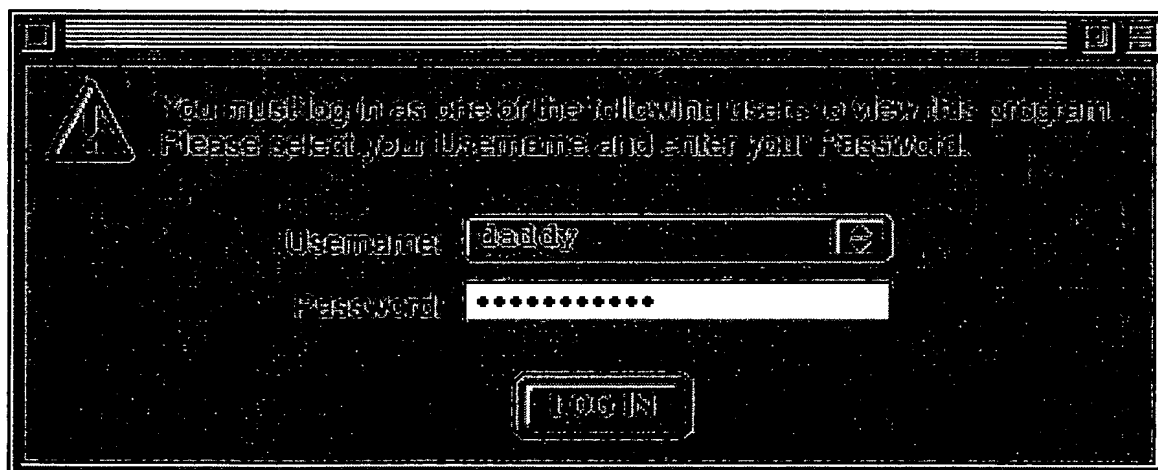 You must log in as one of the following users to view this program.
Please select your Username and enter your Password.
Username: daddy
Password: •••••••••••
LOG IN